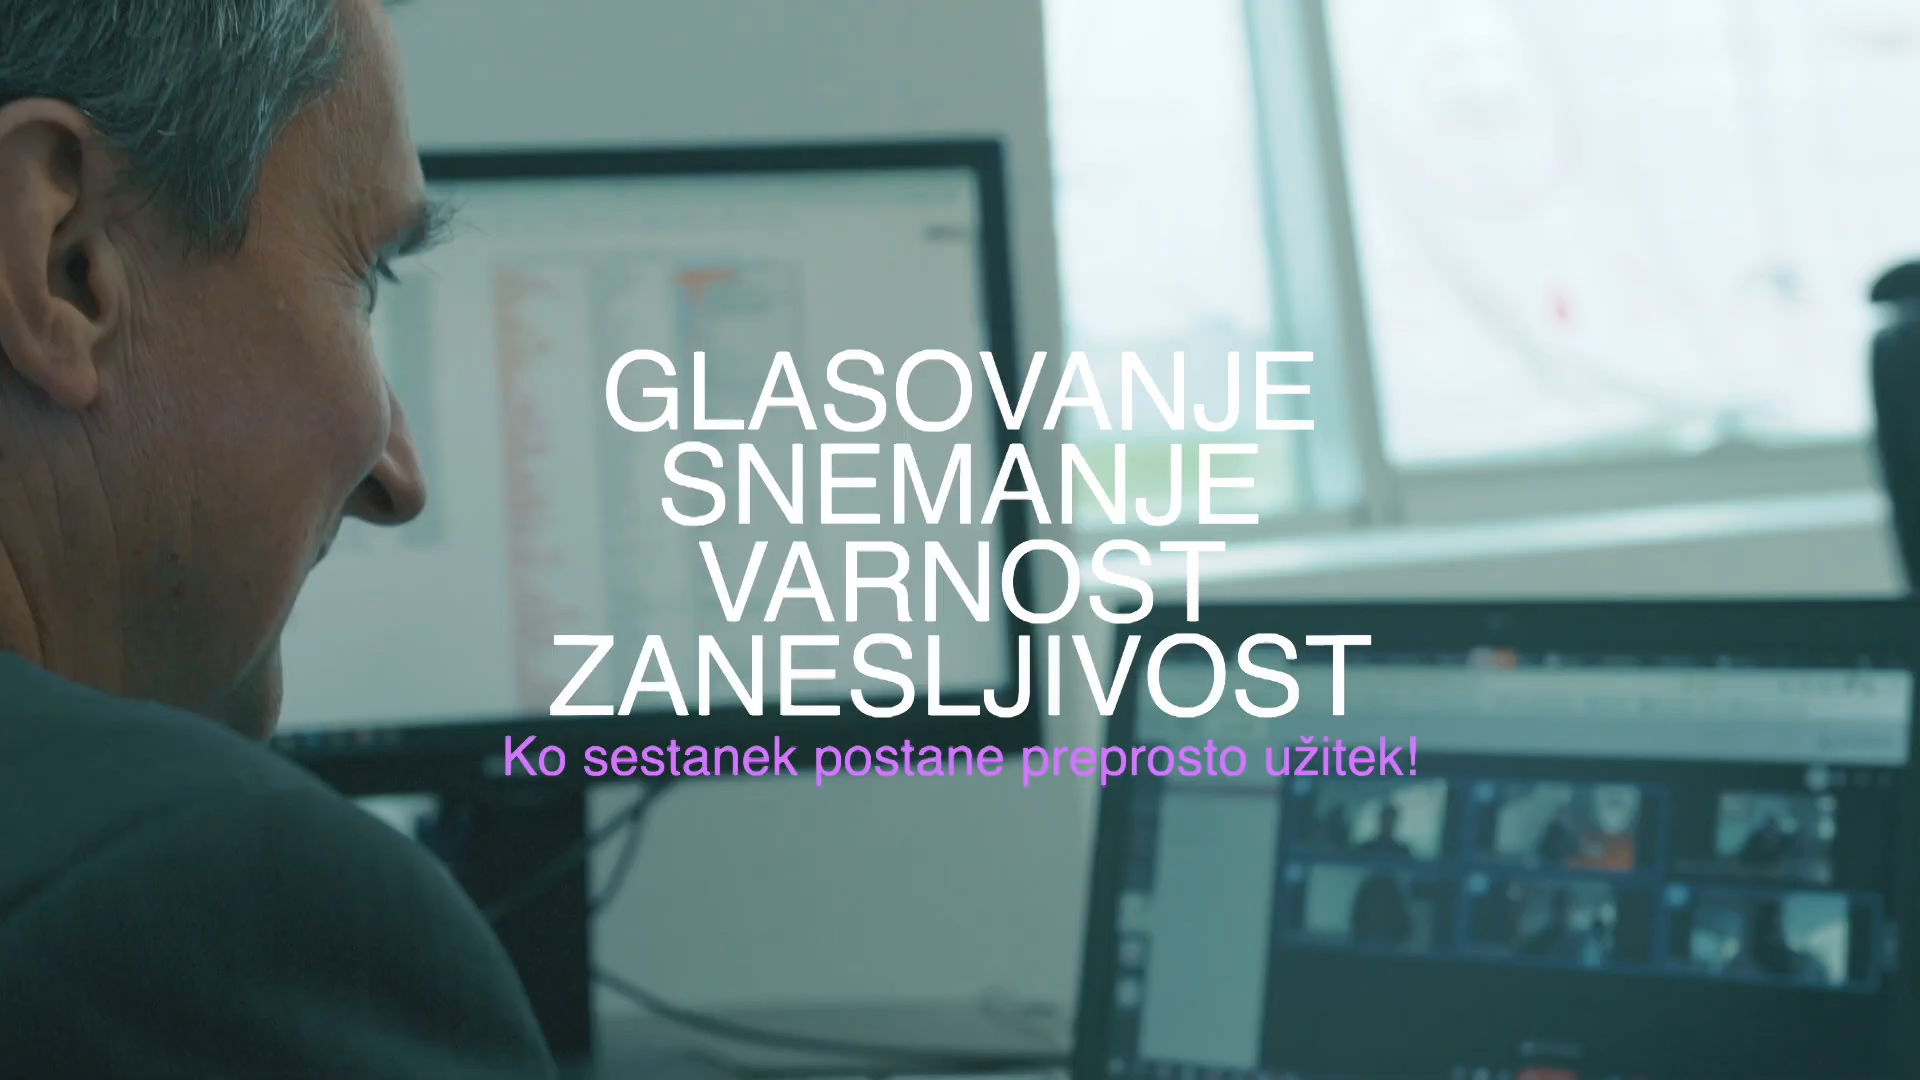 GLASOVANJE
SNEMANJE
VARNOST
ZANESLJIVOST
Ko sestanek postane preprosto užitek!